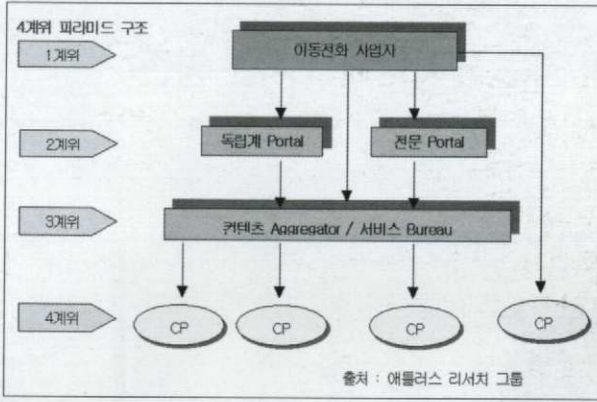 4계위 피라미드 구조
1계위
이동전화 사업자
2계위
독립계 Portal
전문 Portal
3계위
컨텐츠 Aggregator / 서비스 Bureau
4계위
CP
CP
CP
CP
출처 : 애틀러스 리서치 그룹